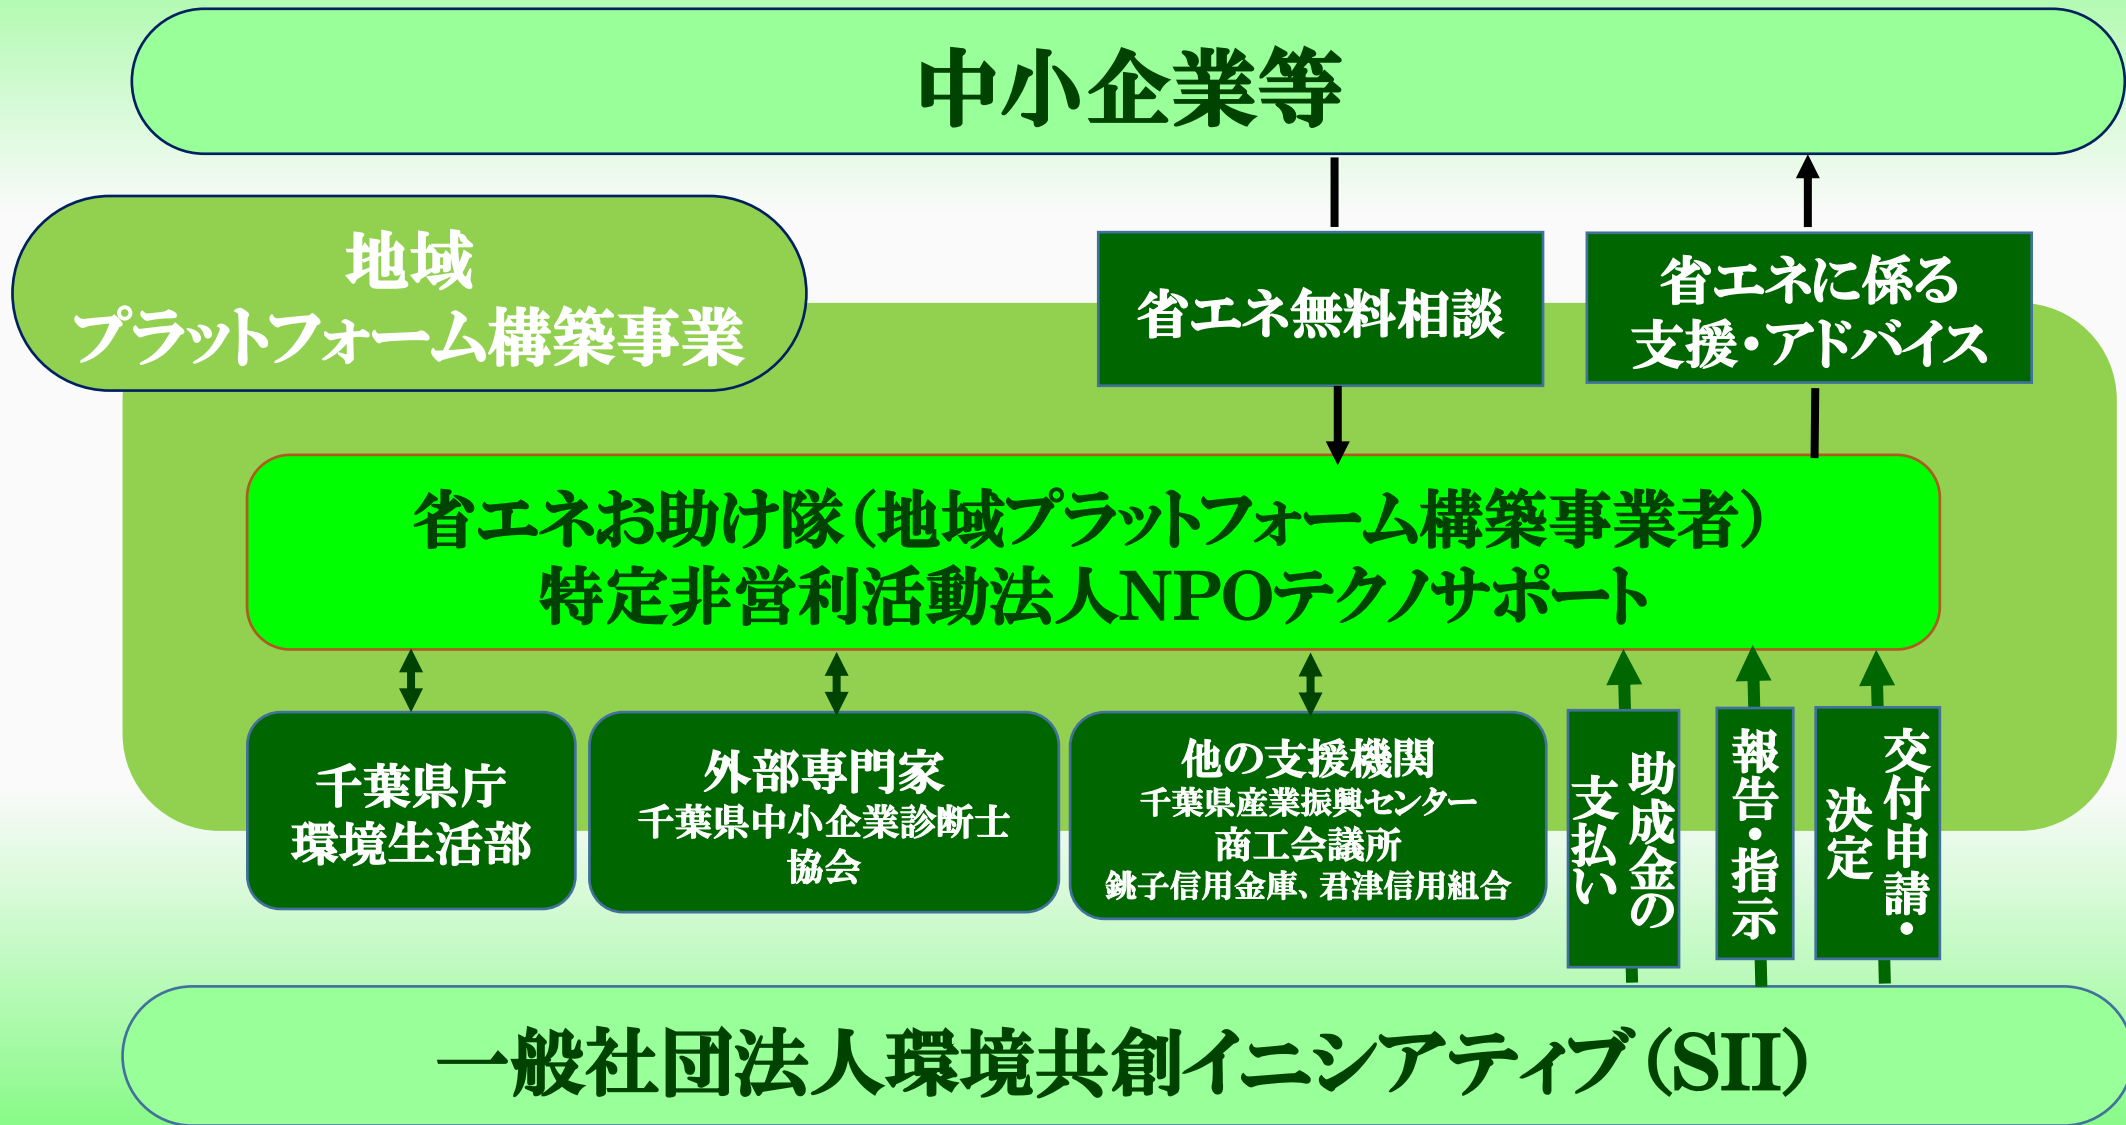 中小企業等
地域
プラットフォーム構築事業
省エネ無料相談
省エネに係る
支援・アドバイス
省エネお助け隊（地域プラットフォーム構築事業者）
特定非営利活動法人NPOテクノサポート
千葉県庁
環境生活部
外部専門家
千葉県中小企業診断士
協会
他の支援機関
千葉県産業振興センター
商工会議所
銚子信用金庫、君津信用組合
助成金の
支払い
報告・指示
交付申請・
決定
一般社団法人環境共創イニシアティブ（SII）